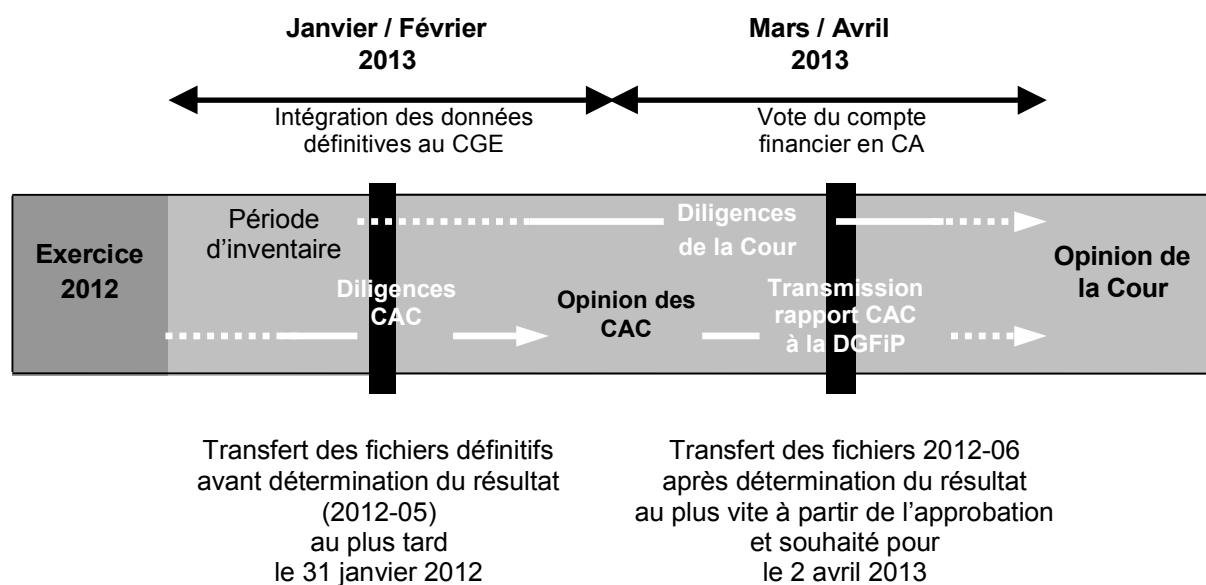 Janvier / Février
2013
Mars / Avril
2013
Intégration des données
définitives au CGE
Vote du compte
financier en CA
Exercice
2012
Période
d’inventaire
Diligences
CAC
Opinion des
CAC
Diligences
de la Cour
Transmission
rapport CAC
à la DGFiP
Opinion de
la Cour
Transfert des fichiers définitifs
avant détermination du résultat
(2012-05)
au plus tard
le 31 janvier 2012
Transfert des fichiers 2012-06
après détermination du résultat
au plus vite à partir de l’approbation
et souhaité pour
le 2 avril 2013